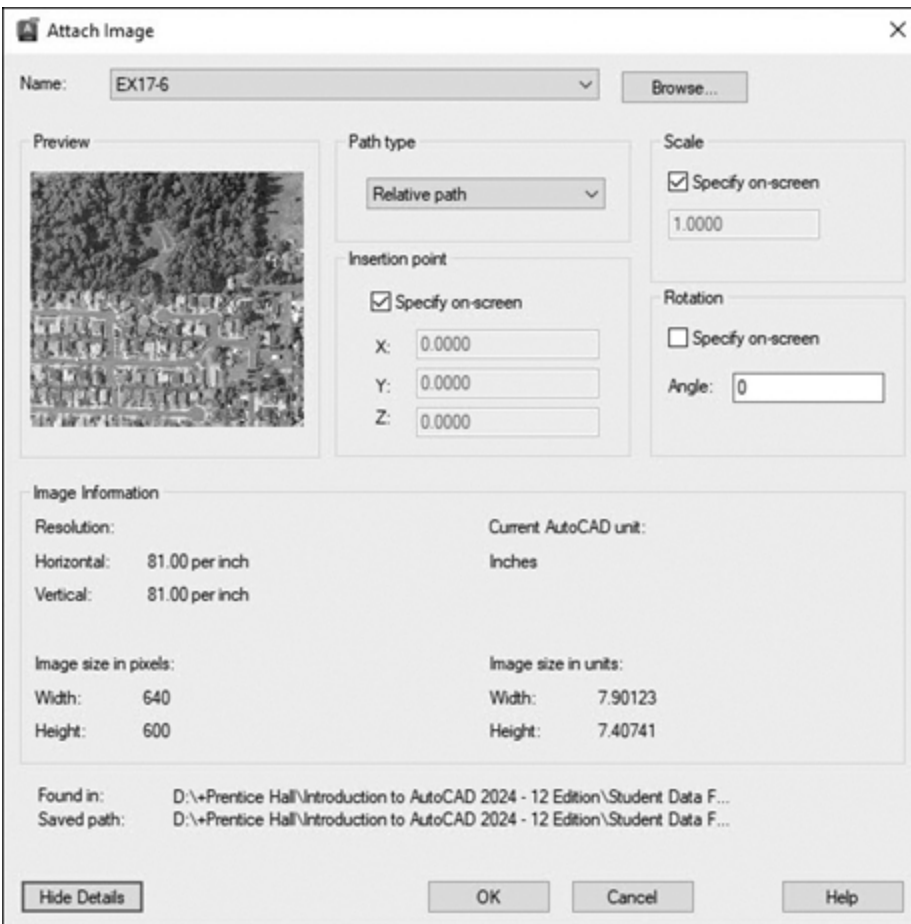 Attach Image
Name: EX17-6 Browse...
Preview
Path type
Relative path
Scale
Specify on-screen
1.0000
Insertion point
Specify on-screen
X: 0.0000
Y: 0.0000
Z: 0.0000
Rotation
Specify on-screen
Angle: 0
Image Information
Resolution:
Horizontal: 81.00 per inch
Vertical: 81.00 per inch
Current AutoCAD unit:
Inches
Image size in pixels:
Width: 640
Height: 600
Image size in units:
Width: 7.90123
Height: 7.40741
Found in: D:\+Prentice Hall\Introduction to AutoCAD 2024 - 12 Edition\Student Data F...
Saved path: D:\+Prentice Hall\Introduction to AutoCAD 2024 - 12 Edition\Student Data F...
Hide Details OK Cancel Help